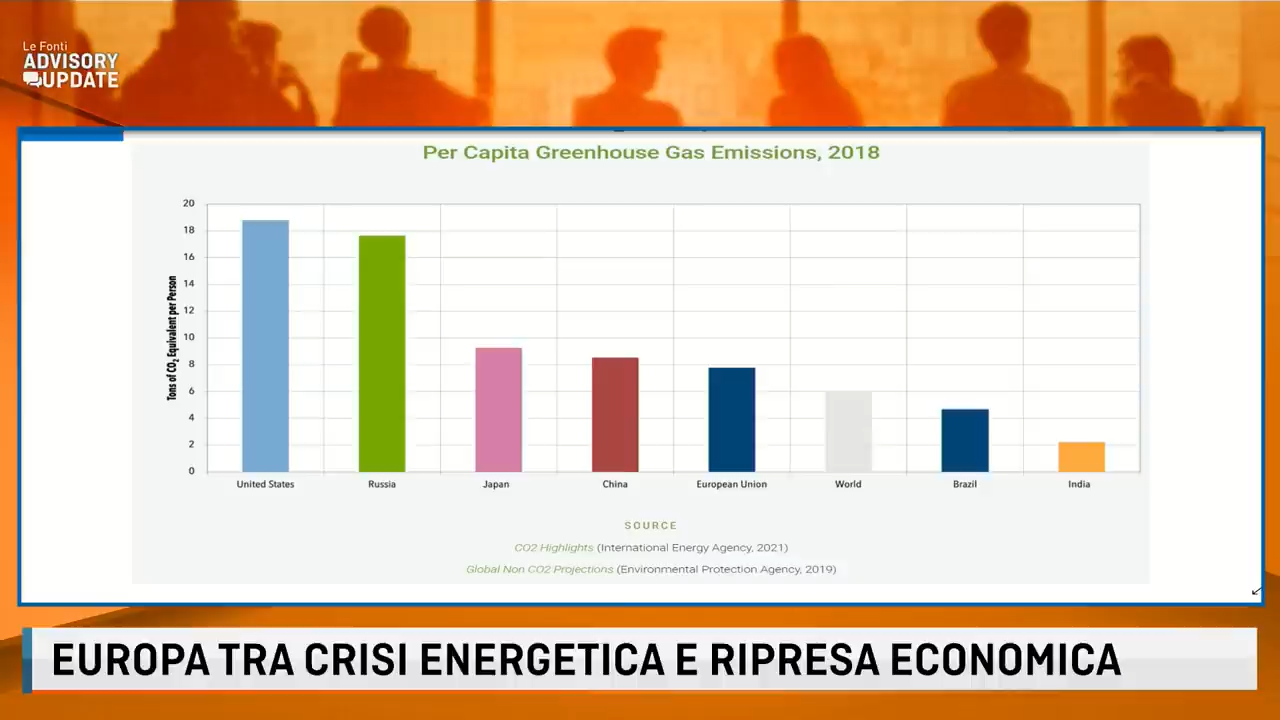 Le Fonti
ADVISORY
UPDATE
Per Capita Greenhouse Gas Emissions, 2018
Tons of CO2 Equivalent per Person
20
18
16
14
12
10
8
6
4
2
0
United States
Russia
Japan
China
European Union
World
Brazil
India
SOURCE
CO2 Highlights (International Energy Agency, 2021)
Global Non CO2 Projections (Environmental Protection Agency, 2019)
EUROPA TRA CRISI ENERGETICA E RIPRESA ECONOMICA